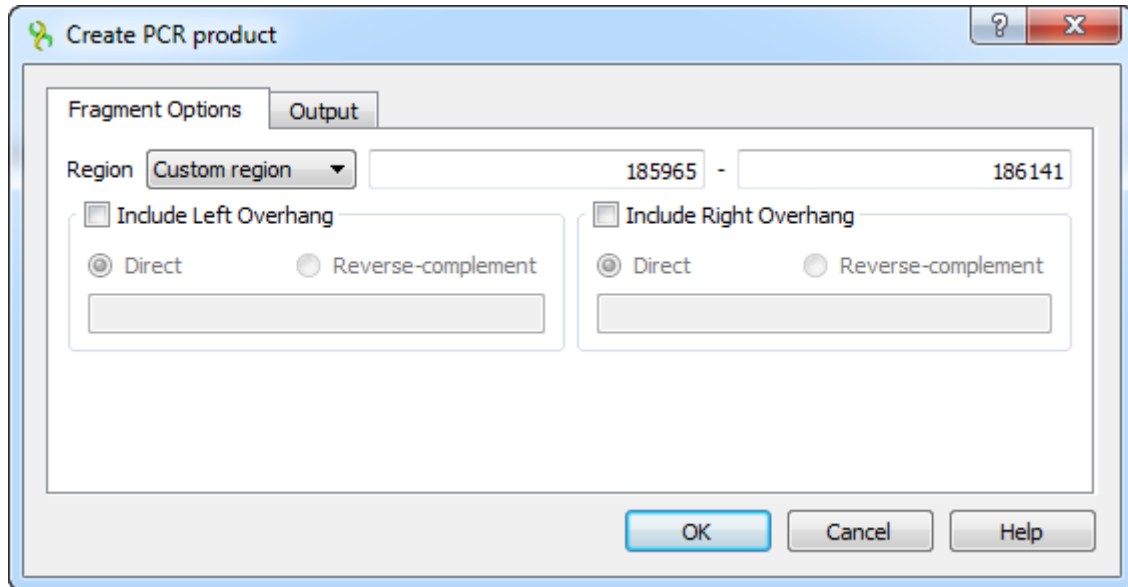 Create PCR product
Fragment Options Output
Region Custom region 185965 - 186141
Include Left Overhang Include Right Overhang
Direct Reverse-complement Direct Reverse-complement
OK Cancel Help